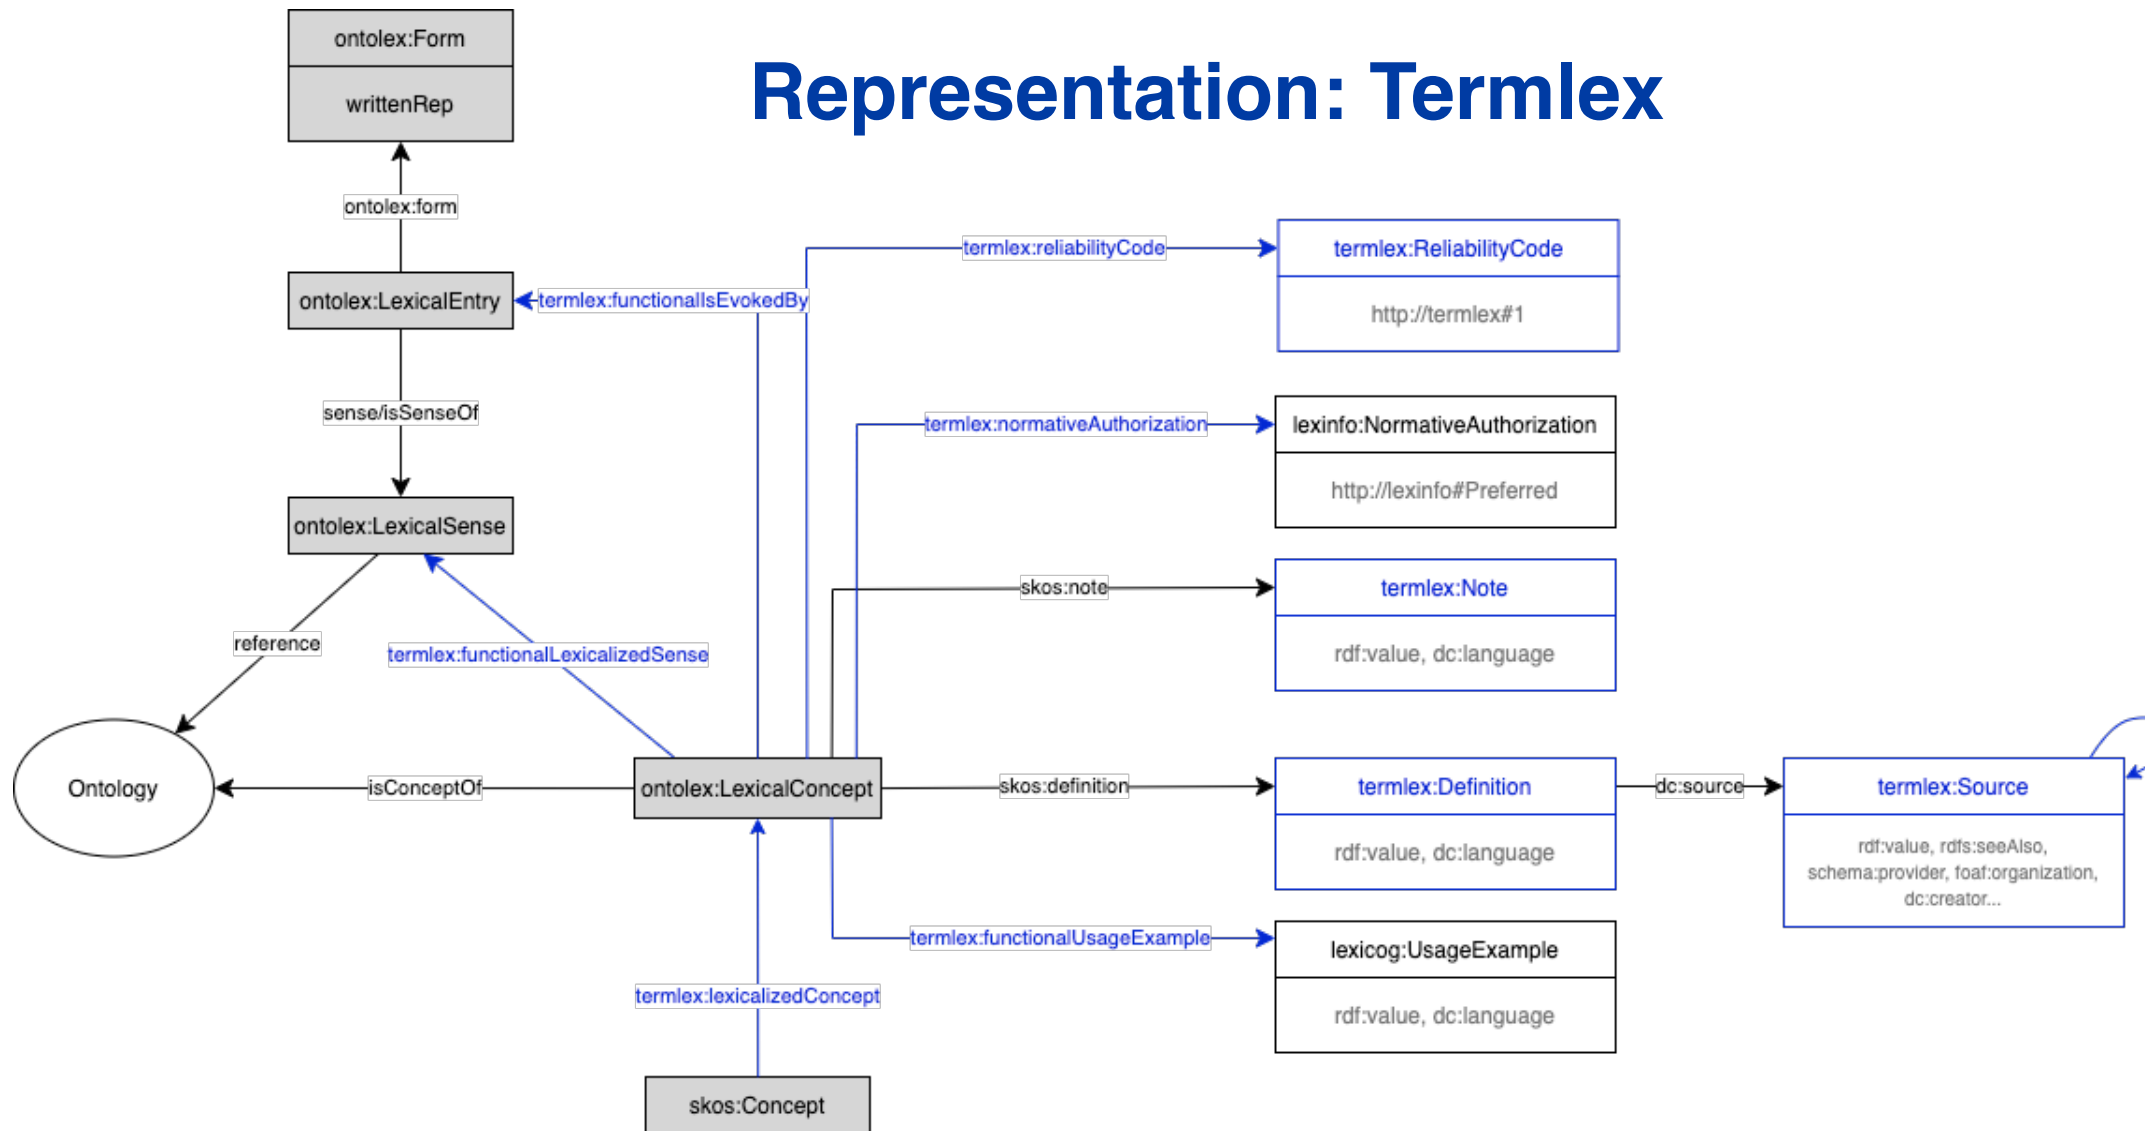 Representation: Termlex
ontolex:Form
writtenRep
ontolex:form
ontolex:LexicalEntry
termlex:functionalIsEvokedBy
termlex:reliabilityCode
termlex:ReliabilityCode
http://termlex#1
sense/isSenseOf
termlex:normativeAuthorization
lexinfo:NormativeAuthorization
http://lexinfo#Preferred
ontolex:LexicalSense
skos:note
termlex:Note
rdf:value, dc:language
reference
termlex:functionalLexicalizedSense
Ontology
isConceptOf
ontolex:LexicalConcept
skos:definition
termlex:Definition
rdf:value, dc:language
dc:source
termlex:Source
rdf:value, rdfs:seeAlso,
schema:provider, foaf:organization,
dc:creator...
termlex:functionalUsageExample
lexicog:UsageExample
rdf:value, dc:language
termlex:lexicalizedConcept
skos:Concept